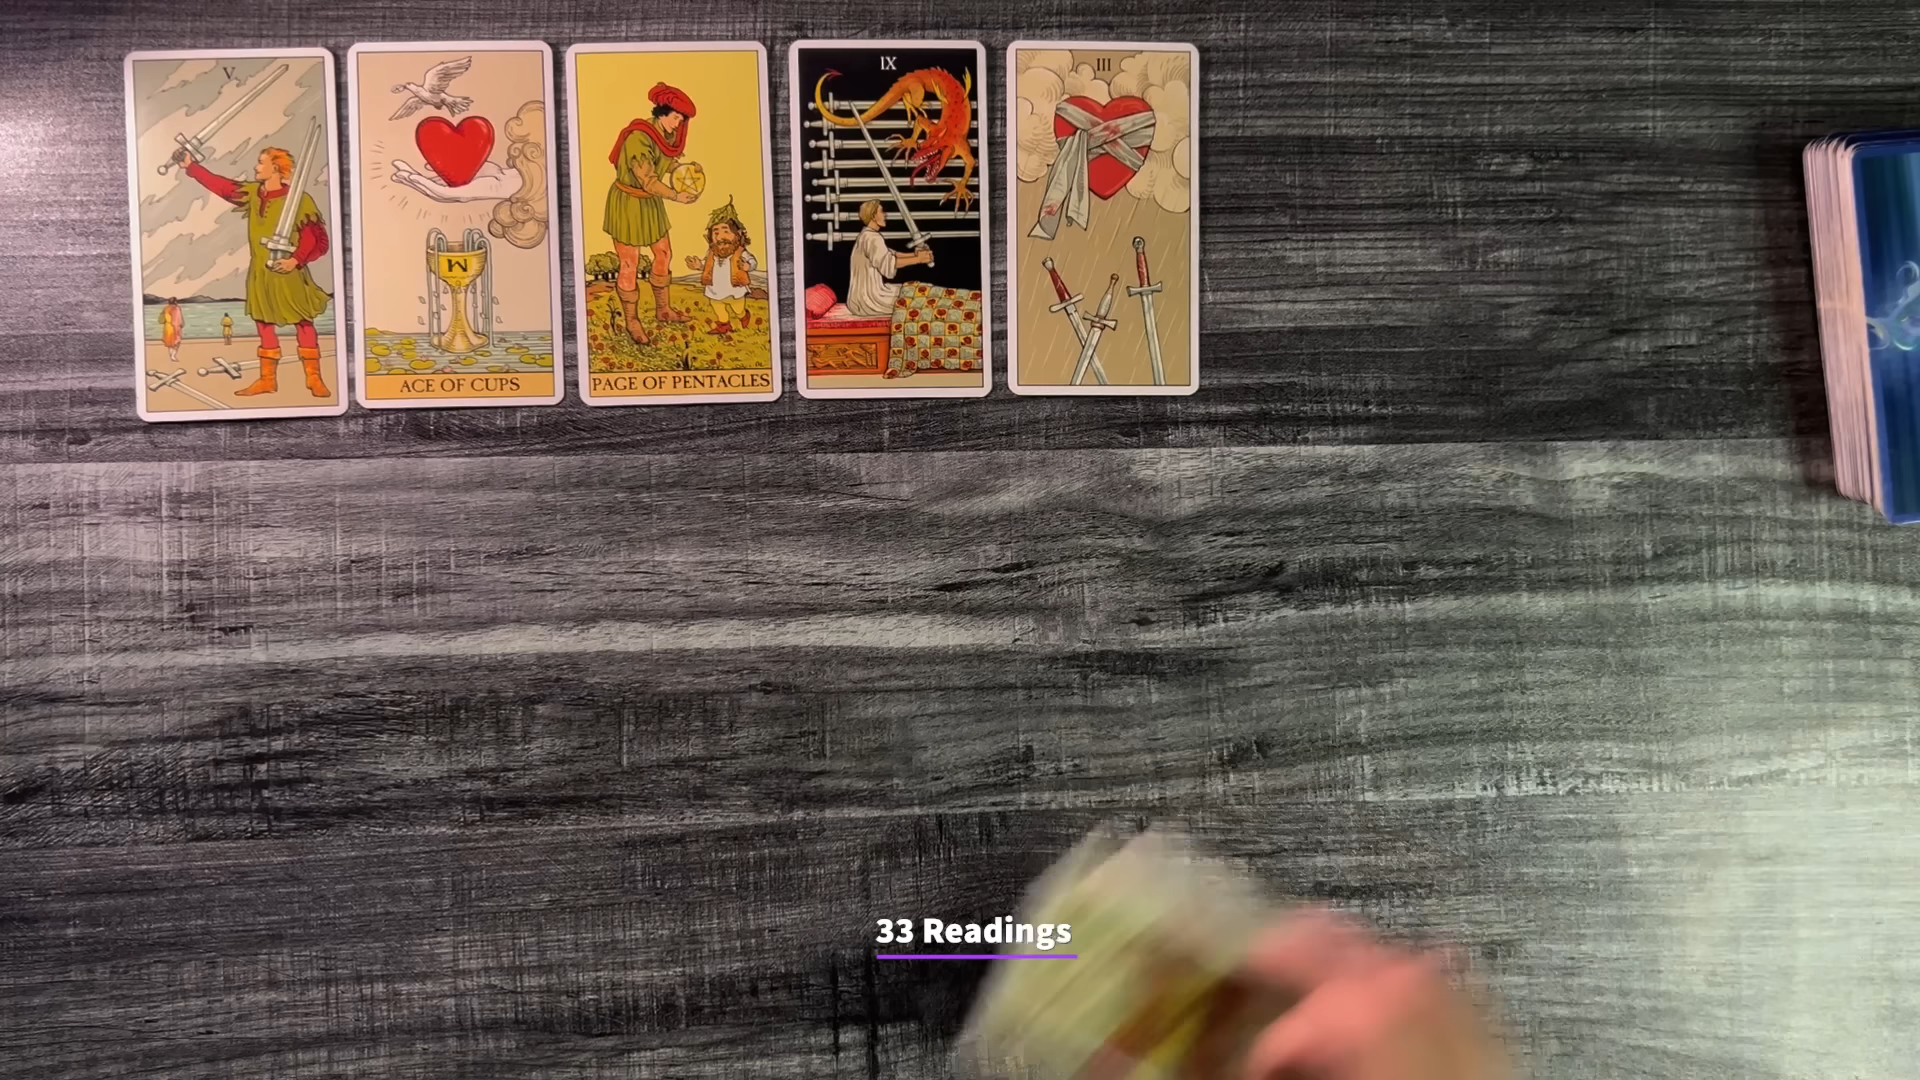 V
ACE OF CUPS
PAGE OF PENTACLES
IX
III
33 Readings